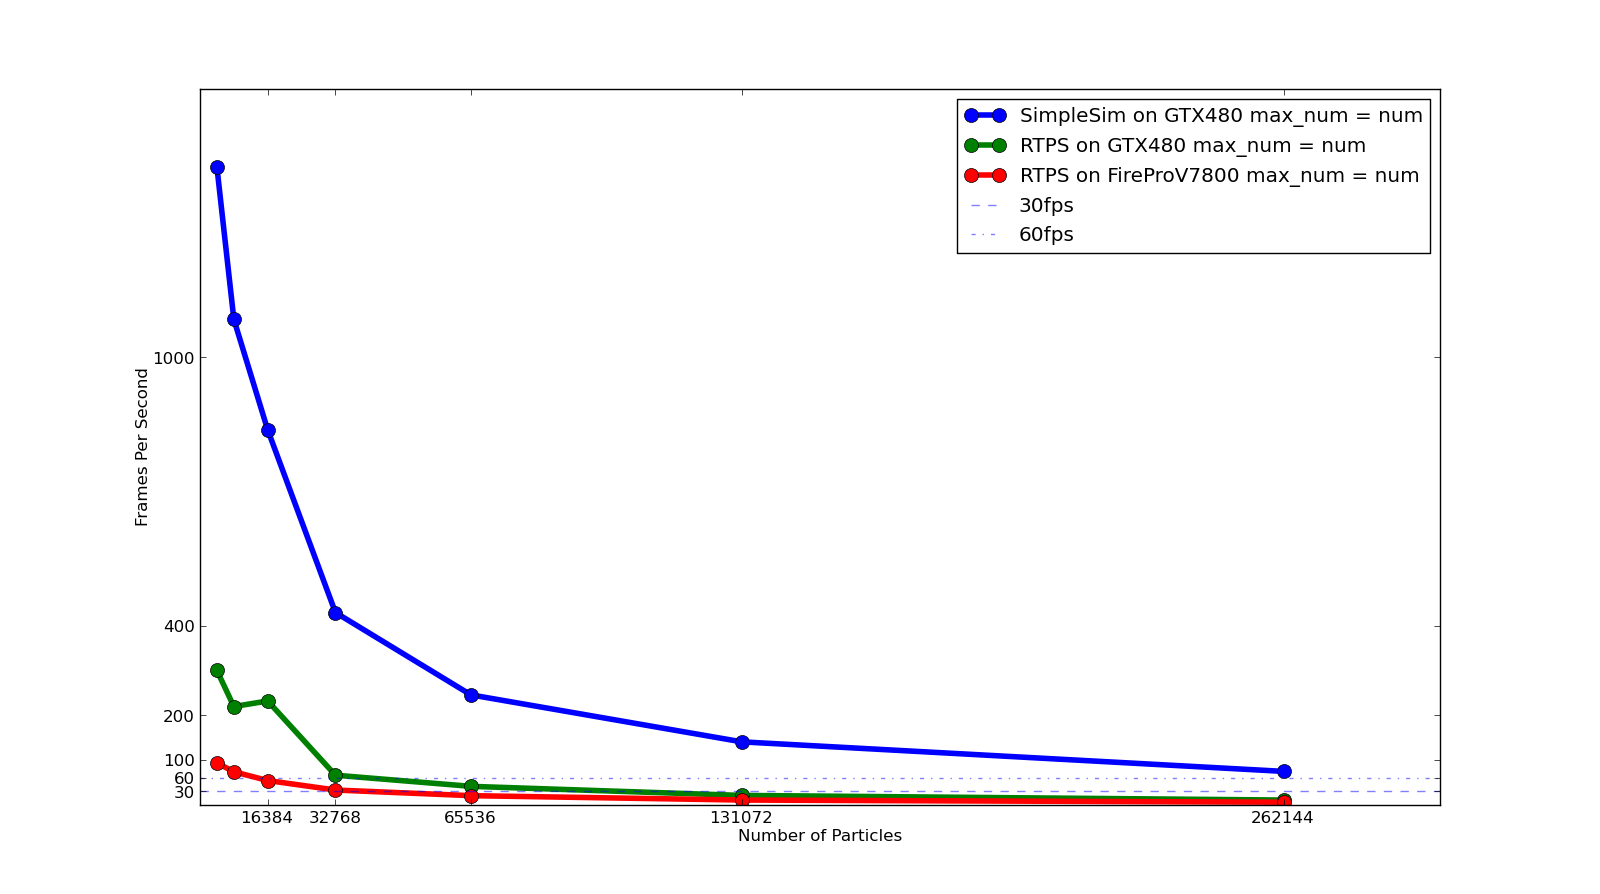 SimpleSim on GTX480 max_num = num
RTPS on GTX480 max_num = num
RTPS on FireProV7800 max_num = num
30fps
60fps
1000
400
200
100
60
30
Frames Per Second
16384 32768 65536 131072 262144
Number of Particles